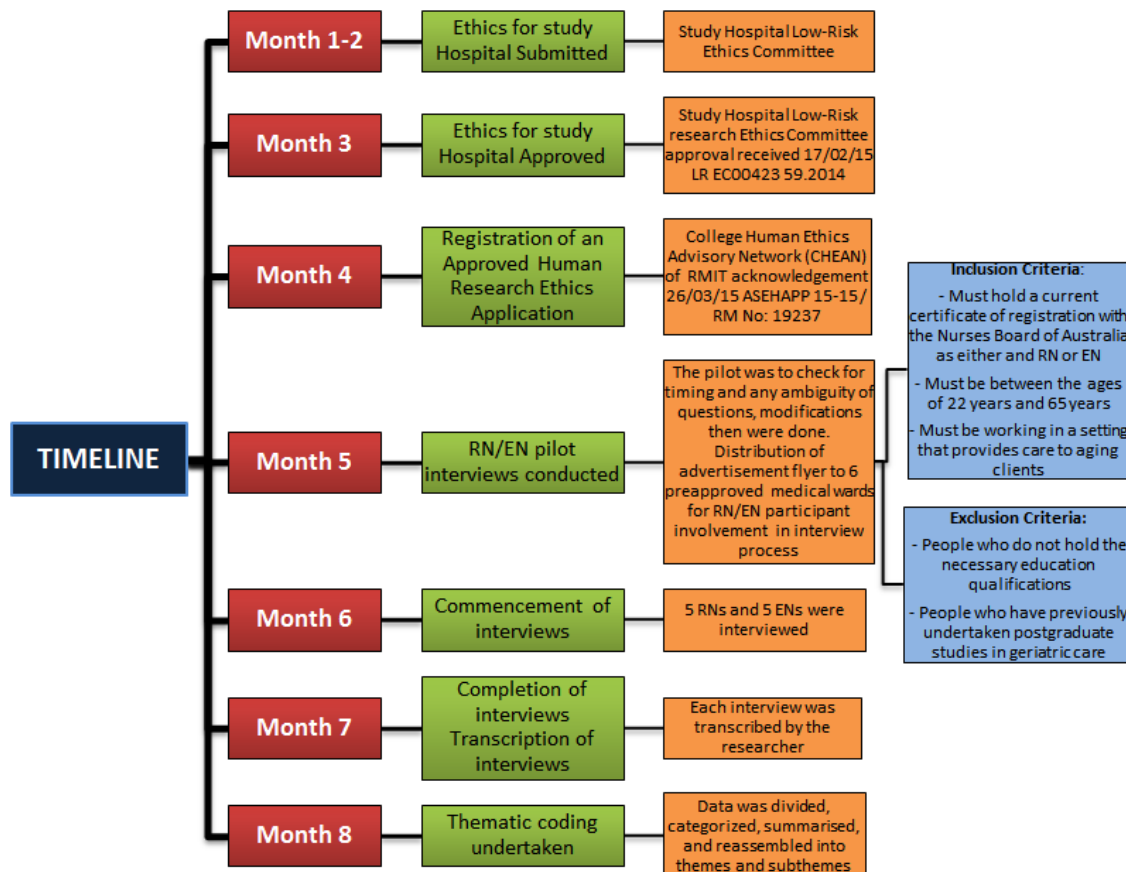 TIMELINE
Month 1-2
Ethics for study
Hospital Submitted
Study Hospital Low-Risk
Ethics Committee
Month 3
Ethics for study
Hospital Approved
Study Hospital Low-Risk
research Ethics Committee
approval received 17/02/15
LR EC00423 59.2014
Month 4
Registration of an
Approved Human
Research Ethics
Application
College Human Ethics
Advisory Network (CHEAN)
of RMIT acknowledgement
26/03/15 ASEHAPP 15-15/
RM No: 19237
Month 5
RN/EN pilot
interviews conducted
The pilot was to check for
timing and any ambiguity of
questions, modifications
then were done.
Distribution of
advertisement flyer to 6
preapproved medical wards
for RN/EN participant
involvement in interview
process
Inclusion Criteria:
- Must hold a current
certificate of registration with
the Nurses Board of Australia
as either and RN or EN
- Must be between the ages
of 22 years and 65 years
- Must be working in a setting
that provides care to aging
clients
Exclusion Criteria:
- People who do not hold the
necessary education
qualifications
- People who have previously
undertaken postgraduate
studies in geriatric care
Month 6
Commencement of
interviews
5 RNs and 5 ENs were
interviewed
Month 7
Completion of
interviews
Transcription of
interviews
Each interview was
transcribed by the
researcher
Month 8
Thematic coding
undertaken
Data was divided,
categorized, summarised,
and reassembled into
themes and subthemes